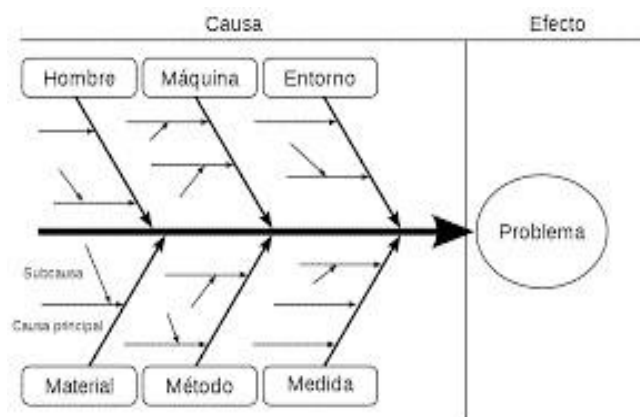 Causa
Efecto
Hombre
Máquina
Entorno
Problema
Subcausa
Causa principal
Material
Método
Medida